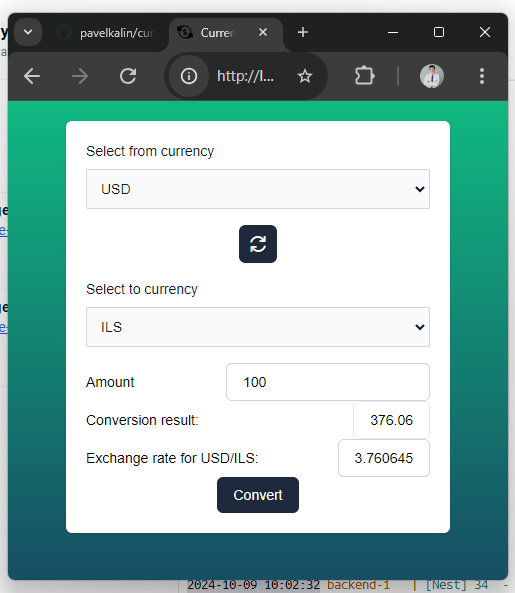 pavelkalin/cur
Curren
http://l...
Select from currency
USD
Select to currency
ILS
Amount
100
Conversion result:
376.06
Exchange rate for USD/ILS:
3.760645
Convert
2024-10-09 10:02:32 backend-1 | [Nest] 34 -